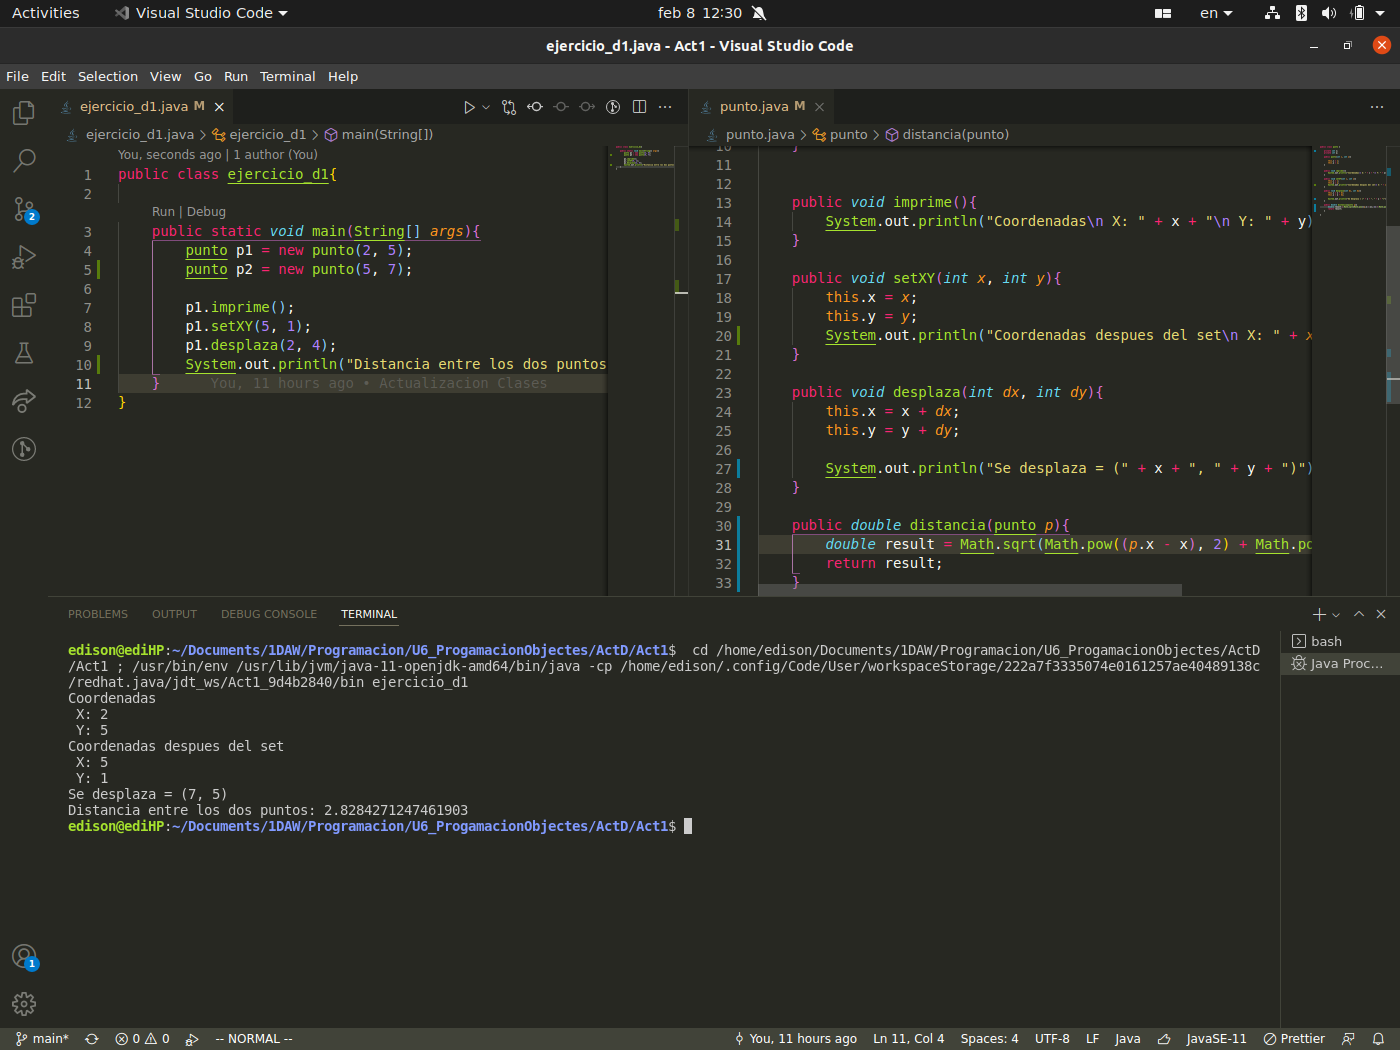 Activities
Visual Studio Code
feb 8 12:30
en
ejercicio_d1.java - Act1 - Visual Studio Code
File Edit Selection View Go Run Terminal Help
ejercicio_d1.java M
ejercicio_d1.java > ejercicio_d1 > main(String[])
You, seconds ago | 1 author (You)
1 public class ejercicio_d1{
2
Run | Debug
3 public static void main(String[] args){
4 punto p1 = new punto(2, 5);
5 punto p2 = new punto(5, 7);
6
7 p1.imprime();
8 p1.setXY(5, 1);
9 p1.desplaza(2, 4);
10 System.out.println("Distancia entre los dos puntos
11 } You, 11 hours ago • Actualizacion Clases
12 }
punto.java M
punto.java > punto > distancia(punto)
10 }
11
12
13 public void imprime(){
14 System.out.println("Coordenadas\n X: " + x + "\n Y: " + y)
15 }
16
17 public void setXY(int x, int y){
18 this.x = x;
19 this.y = y;
20 System.out.println("Coordenadas despues del set\n X: " + x
21 }
22
23 public void desplaza(int dx, int dy){
24 this.x = x + dx;
25 this.y = y + dy;
26
27 System.out.println("Se desplaza = (" + x + ", " + y + ")")
28 }
29
30 public double distancia(punto p){
31 double result = Math.sqrt(Math.pow((p.x - x), 2) + Math.po
32 return result;
33 }
PROBLEMS OUTPUT DEBUG CONSOLE TERMINAL
edison@ediHP:~/Documents/1DAW/Programacion/U6_ProgamacionObjectes/ActD/Act1$ cd /home/edison/Documents/1DAW/Programacion/U6_ProgamacionObjectes/ActD
/Act1 ; /usr/bin/env /usr/lib/jvm/java-11-openjdk-amd64/bin/java -cp /home/edison/.config/Code/User/workspaceStorage/222a7f3335074e0161257ae40489138c
/redhat.java/jdt_ws/Act1_9d4b2840/bin ejercicio_d1
Coordenadas
X: 2
Y: 5
Coordenadas despues del set
X: 5
Y: 1
Se desplaza = (7, 5)
Distancia entre los dos puntos: 2.8284271247461903
edison@ediHP:~/Documents/1DAW/Programacion/U6_ProgamacionObjectes/ActD/Act1$
bash
Java Proc...
2
1
main* 0 0 -- NORMAL -- You, 11 hours ago Ln 11, Col 4 Spaces: 4 UTF-8 LF Java JavaSE-11 Prettier